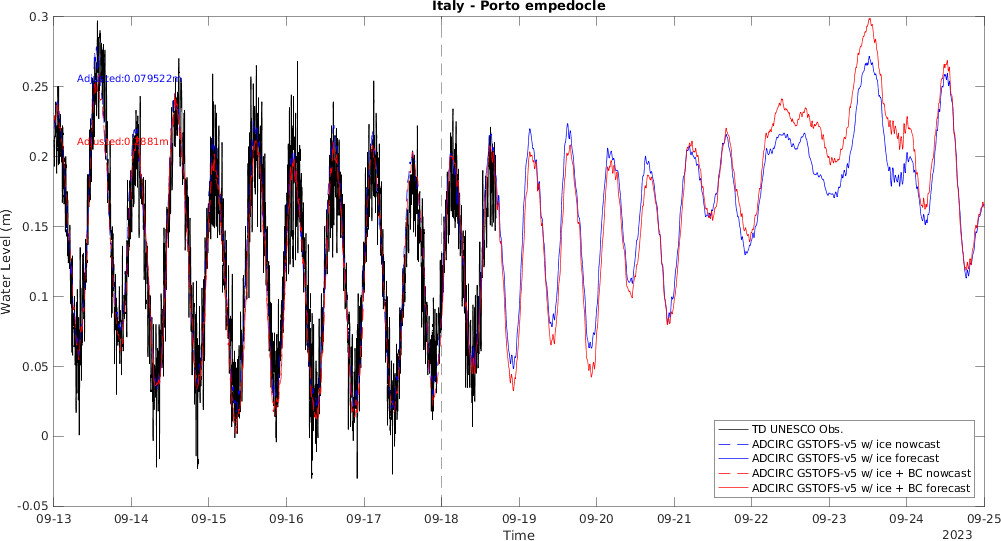 Italy - Porto empedocle
0.3
0.25
0.2
0.15
0.1
0.05
0
-0.05
Water Level (m)
Adjusted:0.079522m
TD UNESCO Obs.
ADCIRC GSTOFS-v5 w/ ice nowcast
ADCIRC GSTOFS-v5 w/ ice forecast
ADCIRC GSTOFS-v5 w/ ice + BC nowcast
ADCIRC GSTOFS-v5 w/ ice + BC forecast
09-13 09-14 09-15 09-16 09-17 09-18 09-19 09-20 09-21 09-22 09-23 09-24 09-25
Time
2023